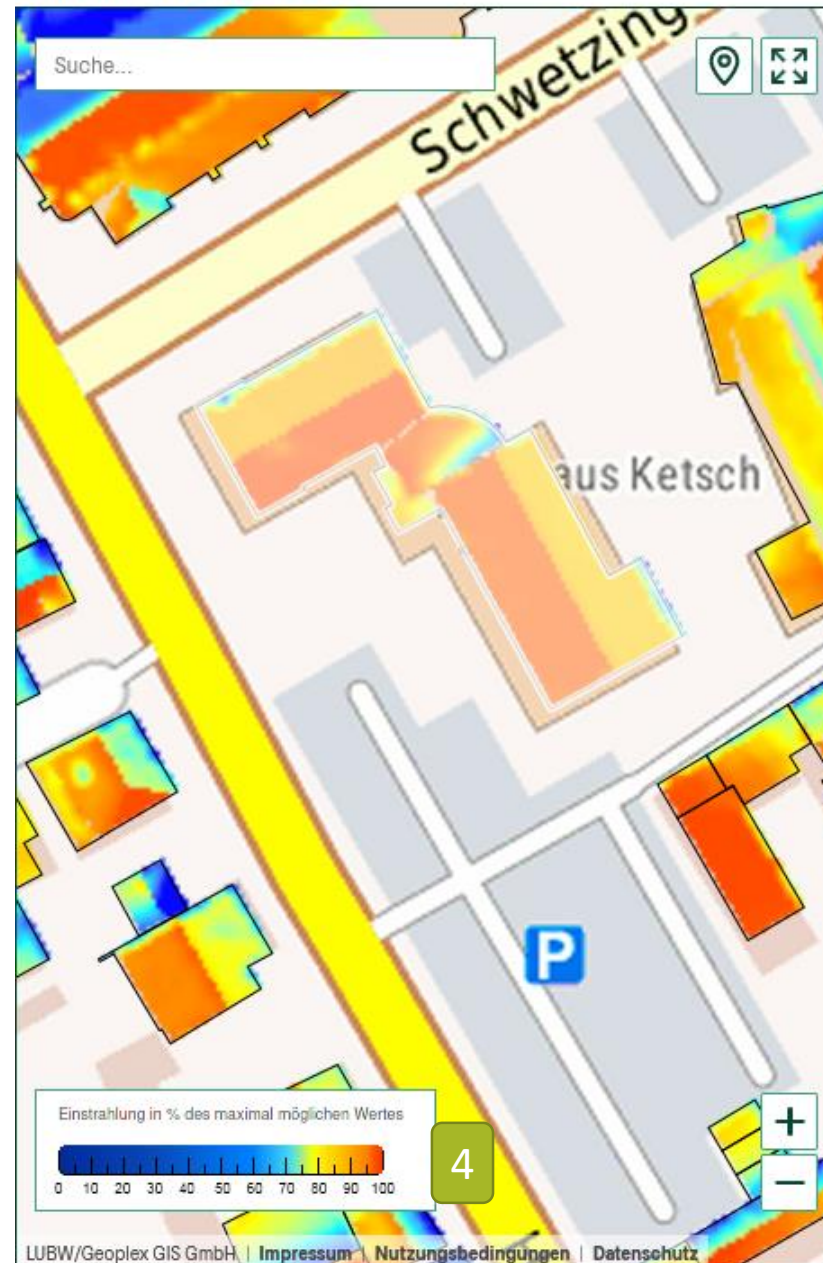 Suche...
Schwetzing
aus Ketsch
P
Einstrahlung in % des maximal möglichen Wertes
0 10 20 30 40 50 60 70 80 90 100
4
+
−
LUBW/Geoplex GIS GmbH | Impressum | Nutzungsbedingungen | Datenschutz